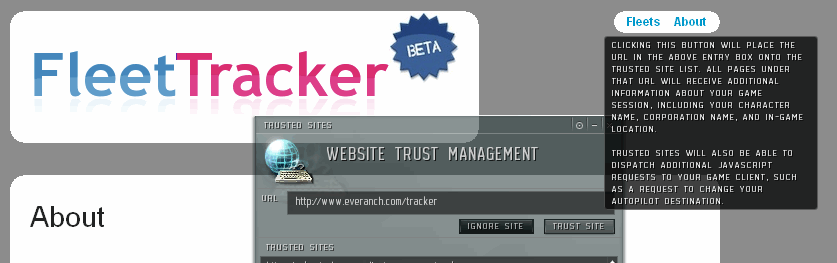 FleetTracker
BETA
Fleets About
CLICKING THIS BUTTON WILL PLACE THE
URL IN THE ABOVE ENTRY BOX ONTO THE
TRUSTED SITE LIST. ALL PAGES UNDER
THAT URL WILL RECEIVE ADDITIONAL
INFORMATION ABOUT YOUR GAME
SESSION, INCLUDING YOUR CHARACTER
NAME, CORPORATION NAME, AND IN-GAME
LOCATION.
TRUSTED SITES WILL ALSO BE ABLE TO
DISPATCH ADDITIONAL JAVASCRIPT
REQUESTS TO YOUR GAME CLIENT, SUCH
AS A REQUEST TO CHANGE YOUR
AUTOPILOT DESTINATION.
TRUSTED SITES
WEBSITE TRUST MANAGEMENT
About
URL http://www.everanch.com/tracker
IGNORE SITE TRUST SITE
TRUSTED SITES